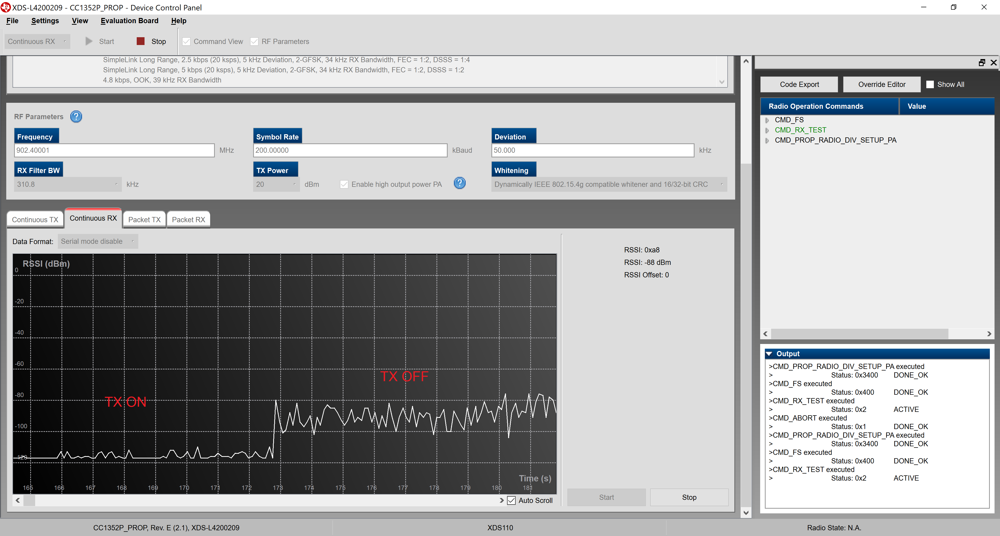 XDS-L4200209 - CC1352P_PROP - Device Control Panel
File Settings View Evaluation Board Help
Continuous RX Start Stop Command View RF Parameters
SimpleLink Long Range, 2.5 kbps (20 ksps), 5 kHz Deviation, 2-GFSK, 34 kHz RX Bandwidth, FEC = 1:2, DSSS = 1:4
SimpleLink Long Range, 5 kbps (20 ksps), 5 kHz Deviation, 2-GFSK, 34 kHz RX Bandwidth, FEC = 1:2, DSSS = 1:2
4.8 kbps, OOK, 39 kHz RX Bandwidth
RF Parameters
Frequency Symbol Rate Deviation
902.40001 MHz 200.00000 kBaud 50.000 kHz
RX Filter BW TX Power Whitening
310.8 kHz 20 dBm Enable high output power PA Dynamically IEEE 802.15.4g compatible whitener and 16/32-bit CRC
Continuous TX Continuous RX Packet TX Packet RX
Data Format: Serial mode disable
RSSI (dBm)
0
-20
-40
-60
-80
-100
-120
TX ON
TX OFF
Time (s)
165 166 167 168 169 170 171 172 173 174 175 176 177 178 179 180 181
Auto Scroll
RSSI: 0xa8
RSSI: -88 dBm
RSSI Offset: 0
Start Stop
Code Export Override Editor Show All
Radio Operation Commands Value
CMD_FS
CMD_RX_TEST
CMD_PROP_RADIO_DIV_SETUP_PA
Output
>CMD_PROP_RADIO_DIV_SETUP_PA executed
> Status: 0x3400 DONE_OK
>CMD_FS executed
> Status: 0x400 DONE_OK
>CMD_RX_TEST executed
> Status: 0x2 ACTIVE
>CMD_ABORT executed
> Status: 0x1 DONE_OK
>CMD_PROP_RADIO_DIV_SETUP_PA executed
> Status: 0x3400 DONE_OK
>CMD_FS executed
> Status: 0x400 DONE_OK
>CMD_RX_TEST executed
> Status: 0x2 ACTIVE
CC1352P_PROP, Rev. E (2.1), XDS-L4200209 XDS110 Radio State: N.A.